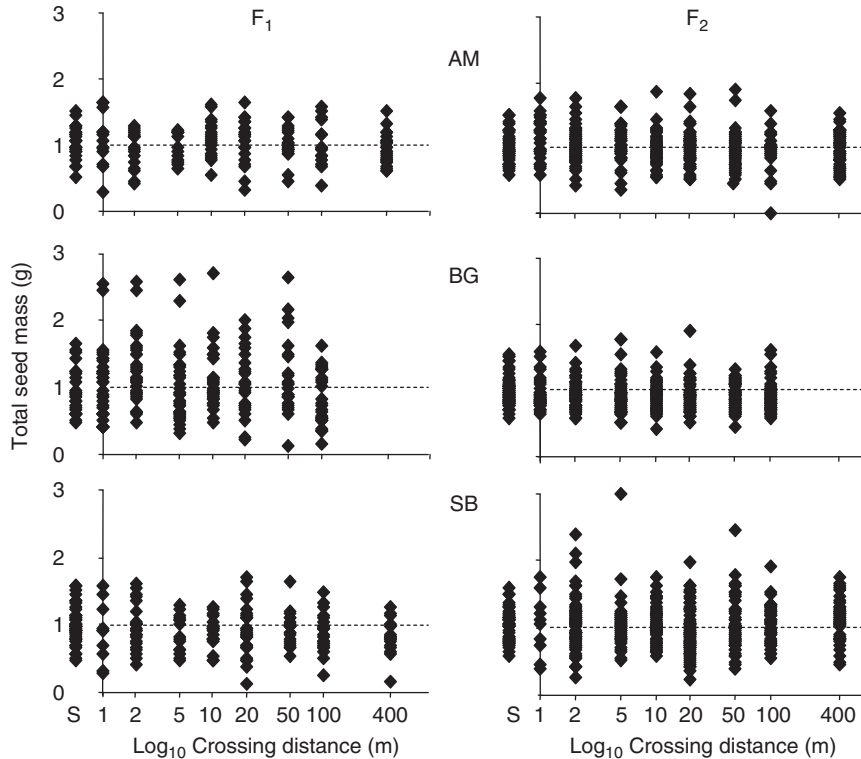 F1 F2
3 AM
2
1
0
3 BG
2
1
0
3 SB
2
1
0
Total seed mass (g)
S 1 2 5 10 20 50 100 400 S 1 2 5 10 20 50 100 400
Log10 Crossing distance (m) Log10 Crossing distance (m)